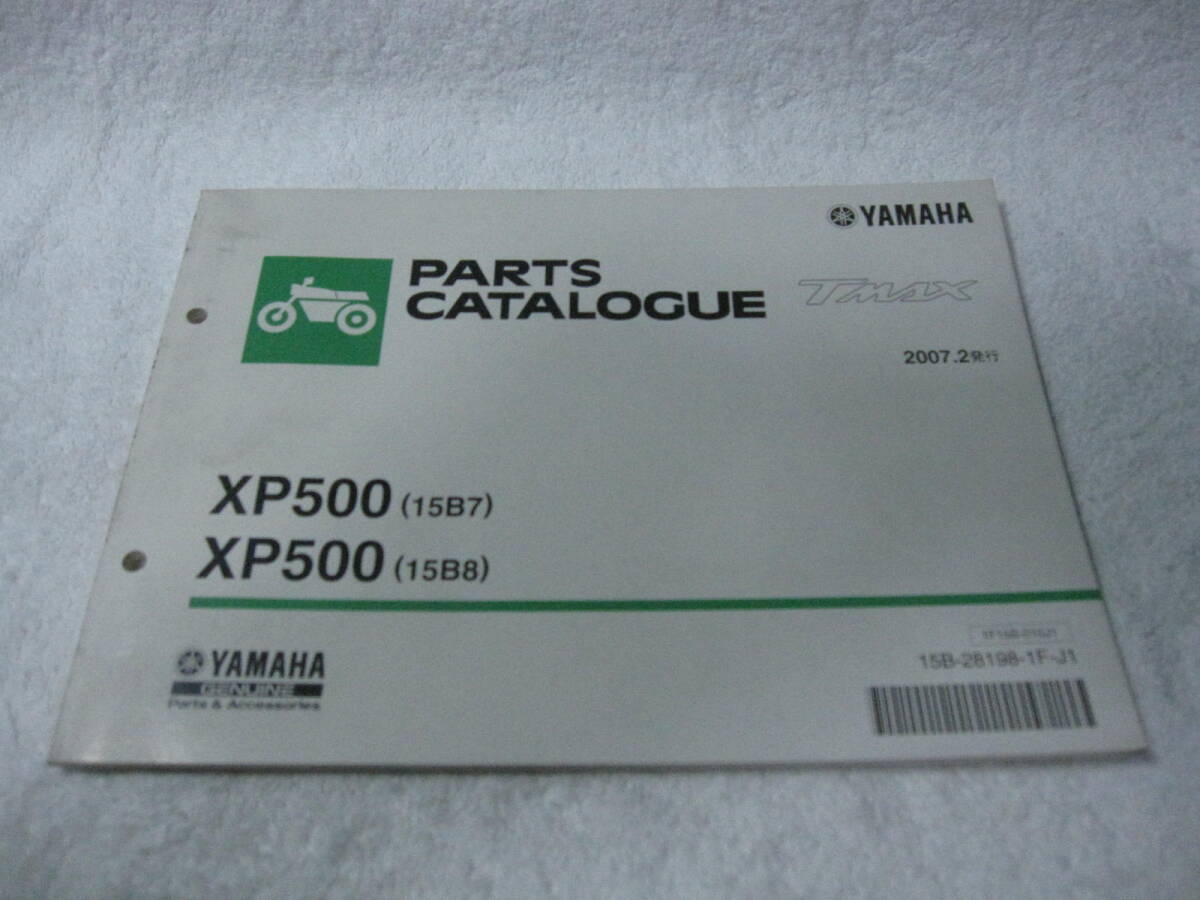 YAMAHA
PARTS
CATALOGUE
TMAX
2007.2発行
XP500 (15B7)
XP500 (15B8)
YAMAHA
GENUINE
Parts & Accessories
15B-28198-1F-J1